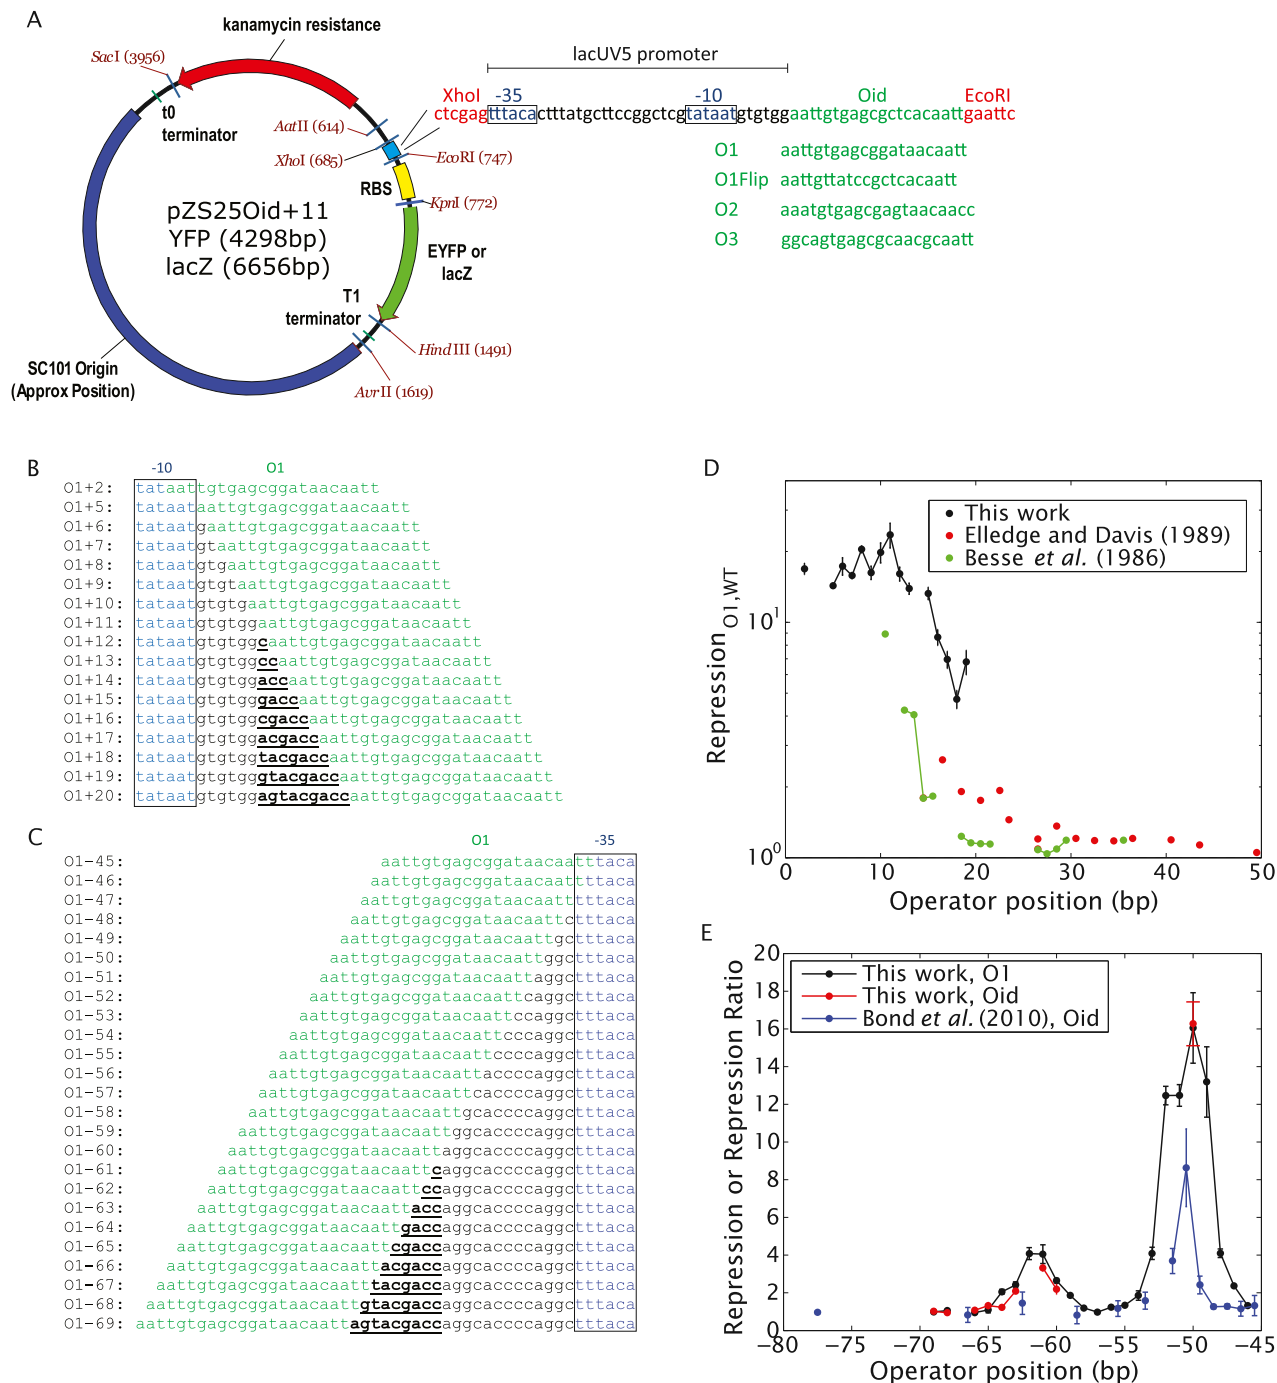 A
kanamycin resistance
SacI (3956)
t0
terminator
AatII (614)
XhoI (685)
EcoRI (747)
RBS
KpnI (772)
pZS25Oid+11
YFP (4298bp)
lacZ (6656bp)
EYFP or
lacZ
T1
terminator
HindIII (1491)
AvrII (1619)
SC101 Origin
(Approx Position)
lacUV5 promoter
XhoI -35 -10 Oid EcoRI
ctcgagtttacactttatgcttccggctcgtataatgtgtggaattgtgagcgctcacaattgaattc
O1 aattgtgagcggataacaatt
O1Flip aattgttatccgctcacaatt
O2 aaatgtgagcgagtaacaacc
O3 ggcagtgagcgcaacgcaatt
B
-10 O1
O1+2: tataattgtgagcggataacaatt
O1+5: tataataattgtgagcggataacaatt
O1+6: tataatgaattgtgagcggataacaatt
O1+7: tataatgtaattgtgagcggataacaatt
O1+8: tataatgtgaattgtgagcggataacaatt
O1+9: tataatgtgtaattgtgagcggataacaatt
O1+10: tataatgtgtgaattgtgagcggataacaatt
O1+11: tataatgtgtggaattgtgagcggataacaatt
O1+12: tataatgtgtggcaattgtgagcggataacaatt
O1+13: tataatgtgtggccaattgtgagcggataacaatt
O1+14: tataatgtgtggaccaattgtgagcggataacaatt
O1+15: tataatgtgtgggaccaattgtgagcggataacaatt
O1+16: tataatgtgtggcgaccaattgtgagcggataacaatt
O1+17: tataatgtgtggacgaccaattgtgagcggataacaatt
O1+18: tataatgtgtggtacgaccaattgtgagcggataacaatt
O1+19: tataatgtgtgggtacgaccaattgtgagcggataacaatt
O1+20: tataatgtgtggagtacgaccaattgtgagcggataacaatt
C
O1 -35
O1-45: aattgtgagcggataacaatttaca
O1-46: aattgtgagcggataacaattttaca
O1-47: aattgtgagcggataacaatttttaca
O1-48: aattgtgagcggataacaattctttaca
O1-49: aattgtgagcggataacaattgctttaca
O1-50: aattgtgagcggataacaattggctttaca
O1-51: aattgtgagcggataacaattaggctttaca
O1-52: aattgtgagcggataacaattcaggctttaca
O1-53: aattgtgagcggataacaattccaggctttaca
O1-54: aattgtgagcggataacaattcccaggctttaca
O1-55: aattgtgagcggataacaattccccaggctttaca
O1-56: aattgtgagcggataacaattaccccaggctttaca
O1-57: aattgtgagcggataacaattcaccccaggctttaca
O1-58: aattgtgagcggataacaattgcaccccaggctttaca
O1-59: aattgtgagcggataacaattggcaccccaggctttaca
O1-60: aattgtgagcggataacaattaggcaccccaggctttaca
O1-61: aattgtgagcggataacaattcaggcaccccaggctttaca
O1-62: aattgtgagcggataacaattccaggcaccccaggctttaca
O1-63: aattgtgagcggataacaattaccaggcaccccaggctttaca
O1-64: aattgtgagcggataacaattgaccaggcaccccaggctttaca
O1-65: aattgtgagcggataacaattcgaccaggcaccccaggctttaca
O1-66: aattgtgagcggataacaattacgaccaggcaccccaggctttaca
O1-67: aattgtgagcggataacaatttacgaccaggcaccccaggctttaca
O1-68: aattgtgagcggataacaattgtacgaccaggcaccccaggctttaca
O1-69: aattgtgagcggataacaattagtacgaccaggcaccccaggctttaca
D
This work
Elledge and Davis (1989)
Besse et al. (1986)
Repression O1,WT
10^1
10^0
0 10 20 30 40 50
Operator position (bp)
E
This work, O1
This work, Oid
Bond et al. (2010), Oid
Repression or Repression Ratio
20
18
16
14
12
10
8
6
4
2
0
−80 −75 −70 −65 −60 −55 −50 −45
Operator position (bp)